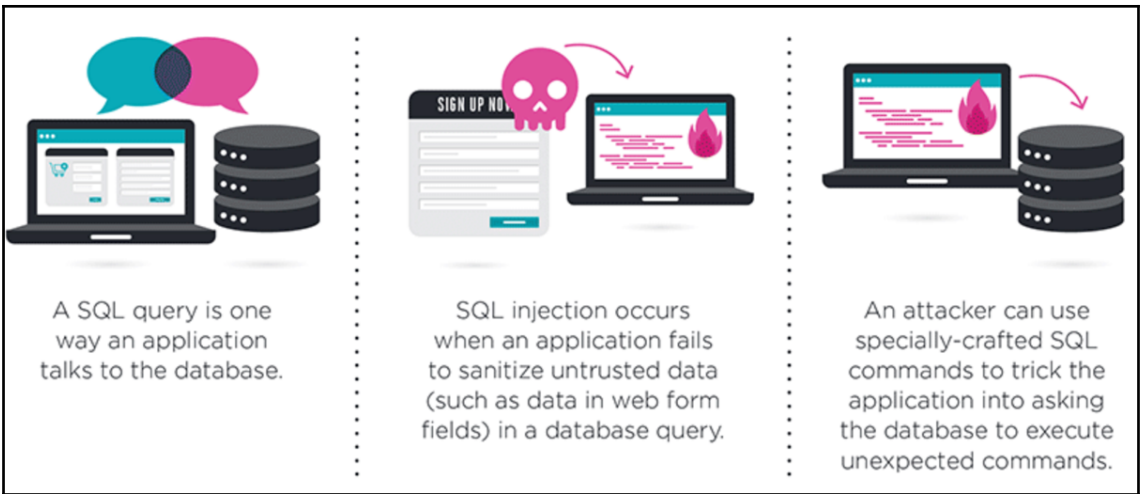 A SQL query is one
way an application
talks to the database.
SIGN UP NOW
SQL injection occurs
when an application fails
to sanitize untrusted data
(such as data in web form
fields) in a database query.
An attacker can use
specially-crafted SQL
commands to trick the
application into asking
the database to execute
unexpected commands.